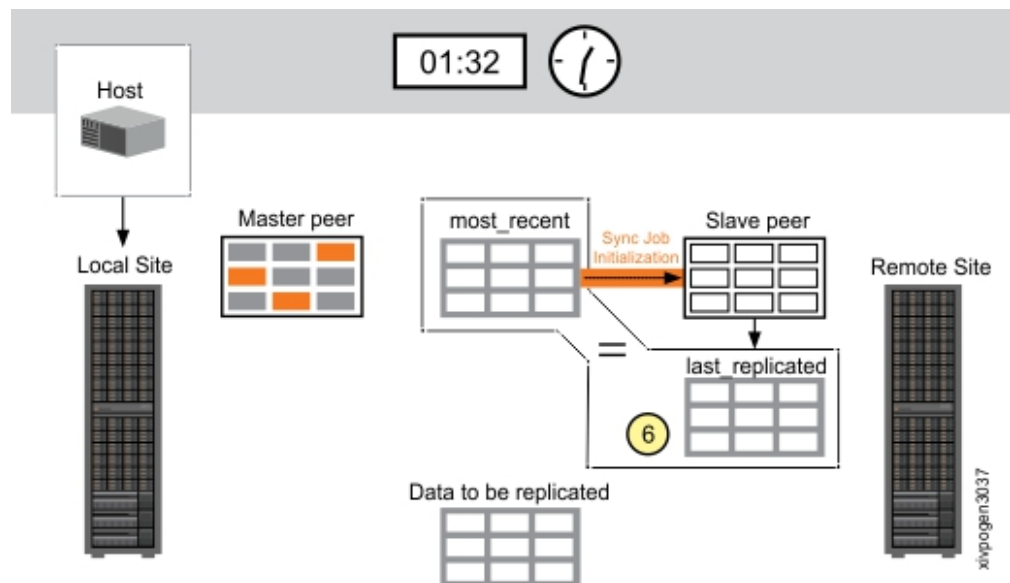 01:32
Host
Master peer
most_recent
Sync Job
Initialization
Slave peer
Local Site
Remote Site
=
last_replicated
6
Data to be replicated
xivpogen3037